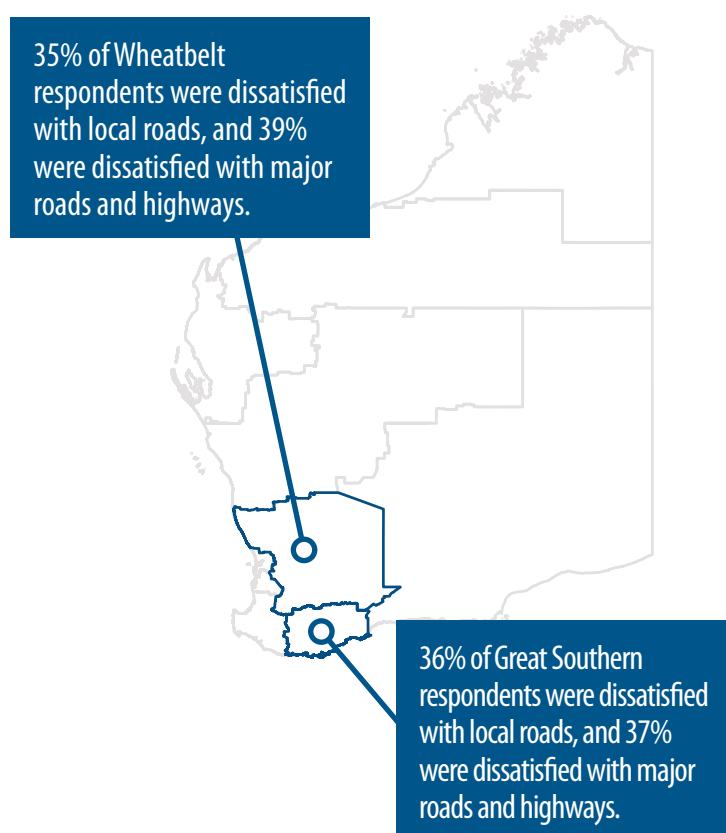 35% of Wheatbelt
respondents were dissatisfied
with local roads, and 39%
were dissatisfied with major
roads and highways.
36% of Great Southern
respondents were dissatisfied
with local roads, and 37%
were dissatisfied with major
roads and highways.